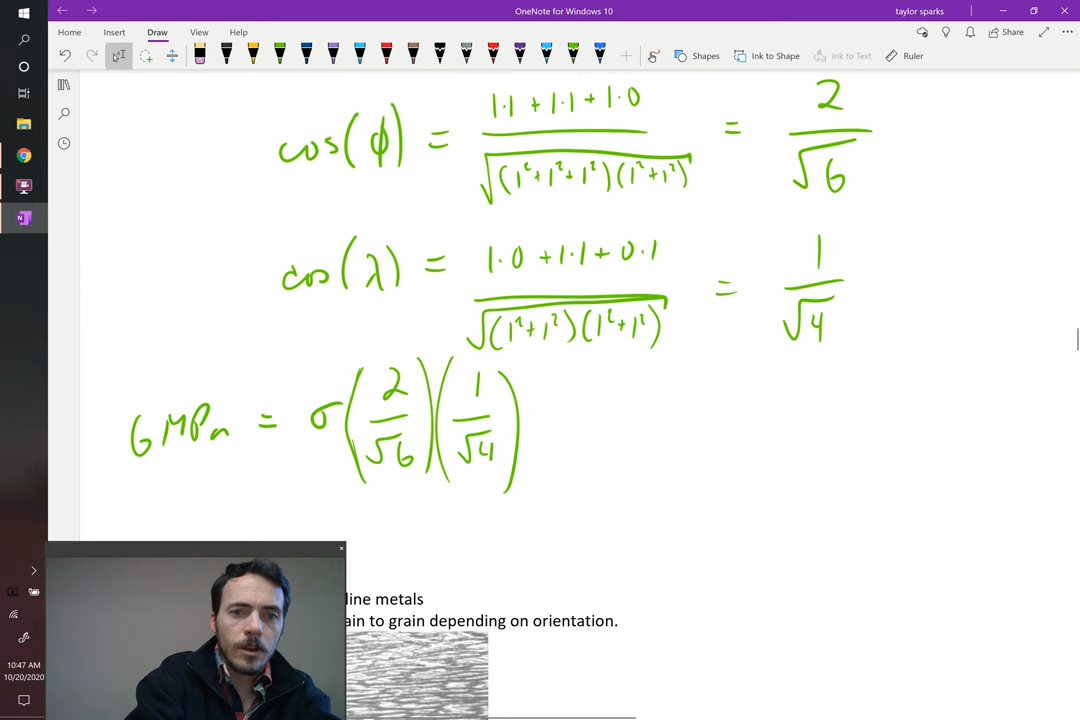 OneNote for Windows 10
taylor sparks
Home Insert Draw View Help
Share
Shapes Ink to Shape Ink to Text Ruler
cos(ϕ) = (1·1 + 1·1 + 1·0) / √((1²+1²+1²)(1²+1²)) = 2/√6
cos(λ) = (1·0 + 1·1 + 0·1) / √((1²+1²)(1²+1²)) = 1/√4
6 MPa = σ(2/√6)(1/√4)
line metals
ain to grain depending on orientation.
10:47 AM
10/20/2020